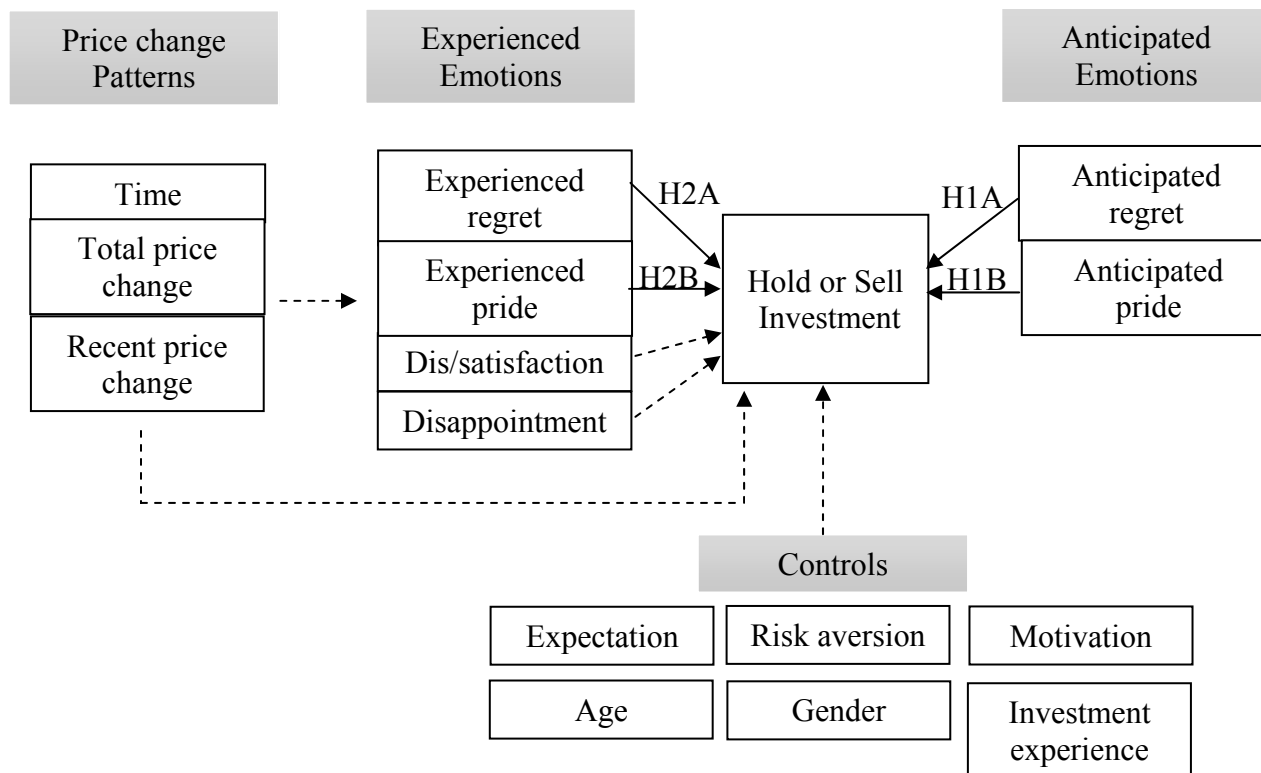 Price change
Patterns
Experienced
Emotions
Anticipated
Emotions
Time
Total price
change
Recent price
change
Experienced
regret
Experienced
pride
Dis/satisfaction
Disappointment
H2A
H2B
Hold or Sell
Investment
H1A
H1B
Anticipated
regret
Anticipated
pride
Controls
Expectation
Risk aversion
Motivation
Age
Gender
Investment
experience